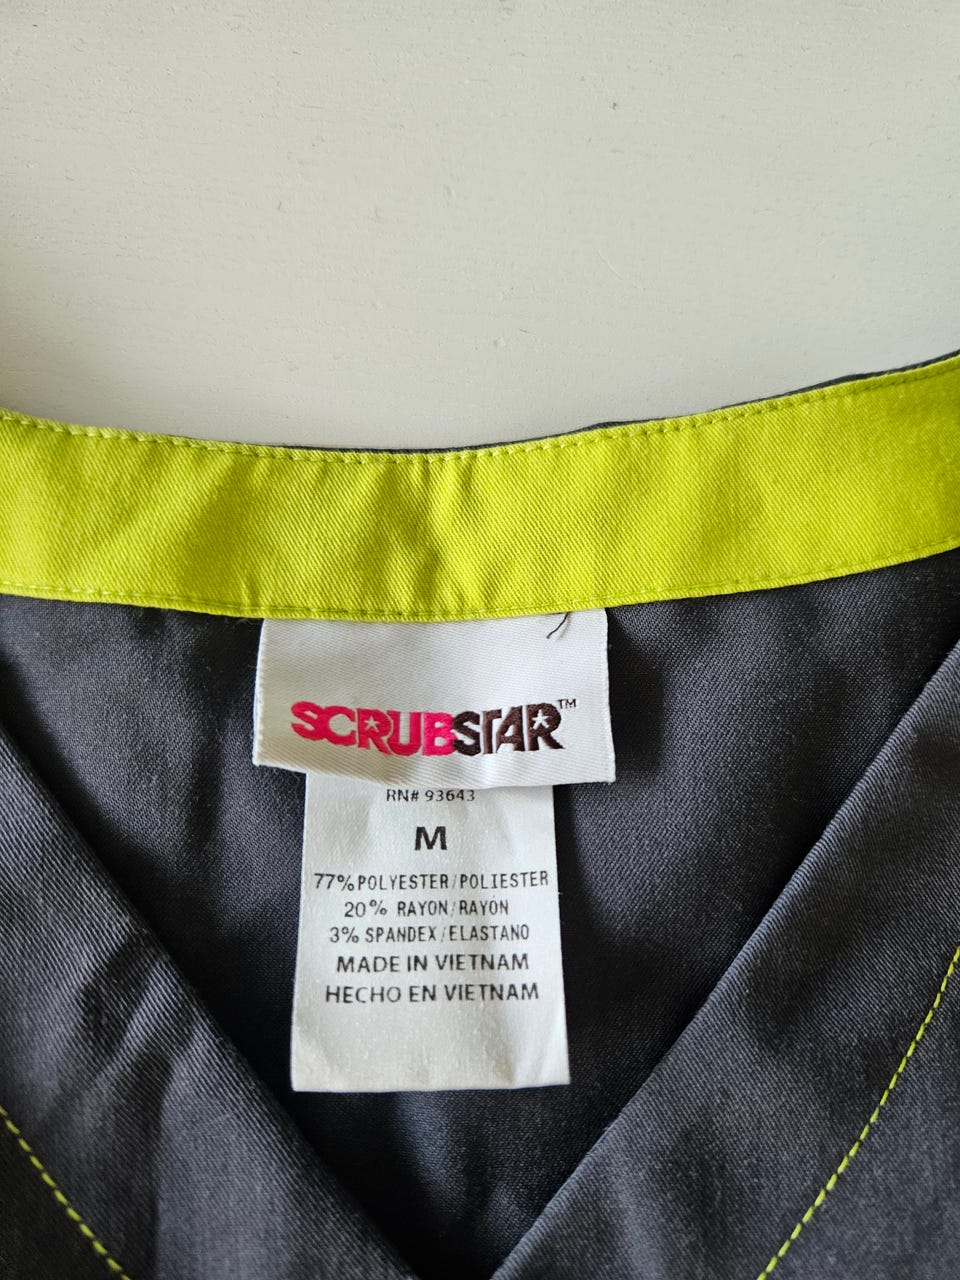 SCRUBSTAR™
RN# 93643
M
77% POLYESTER/POLIESTER
20% RAYON/RAYÓN
3% SPANDEX/ELASTANO
MADE IN VIETNAM
HECHO EN VIETNAM